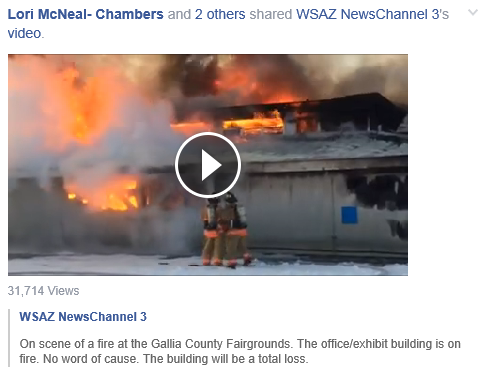 Lori McNeal- Chambers and 2 others shared WSAZ NewsChannel 3's
video.
31,714 Views
WSAZ NewsChannel 3
On scene of a fire at the Gallia County Fairgrounds. The office/exhibit building is on
fire. No word of cause. The building will be a total loss.